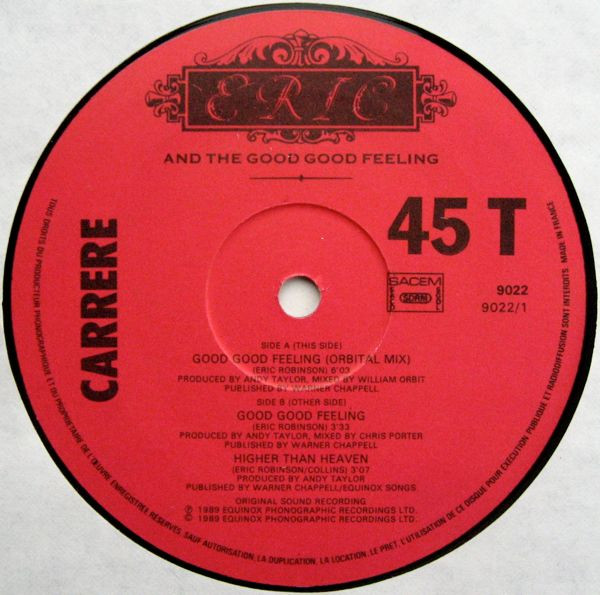 ERIC
AND THE GOOD GOOD FEELING
CARRERE
45 T
SACEM
SDRM
9022
9022/1
SIDE A (THIS SIDE)
GOOD GOOD FEELING (ORBITAL MIX)
(ERIC ROBINSON) 6'03
PRODUCED BY ANDY TAYLOR, MIXED BY WILLIAM ORBIT
PUBLISHED BY WARNER CHAPPELL
SIDE B (OTHER SIDE)
GOOD GOOD FEELING
(ERIC ROBINSON) 3'33
PRODUCED BY ANDY TAYLOR, MIXED BY CHRIS PORTER
PUBLISHED BY WARNER CHAPPELL
HIGHER THAN HEAVEN
(ERIC ROBINSON/COLLINS) 3'07
PRODUCED BY ANDY TAYLOR
PUBLISHED BY WARNER CHAPPELL/EQUINOX SONGS
ORIGINAL SOUND RECORDING
℗ 1989 EQUINOX PHONOGRAPHIC RECORDINGS LTD.
© 1989 EQUINOX PHONOGRAPHIC RECORDINGS LTD.
TOUS DROITS DU PRODUCTEUR PHONOGRAPHIQUE ET DU PROPRIETAIRE DE L'ŒUVRE ENREGISTREE RESERVES. SAUF AUTORISATION, LA DUPLICATION, LA LOCATION, LE PRET, L'UTILISATION DE CE DISQUE POUR EXECUTION PUBLIQUE ET RADIODIFFUSION SONT INTERDITS MADE IN FRANCE